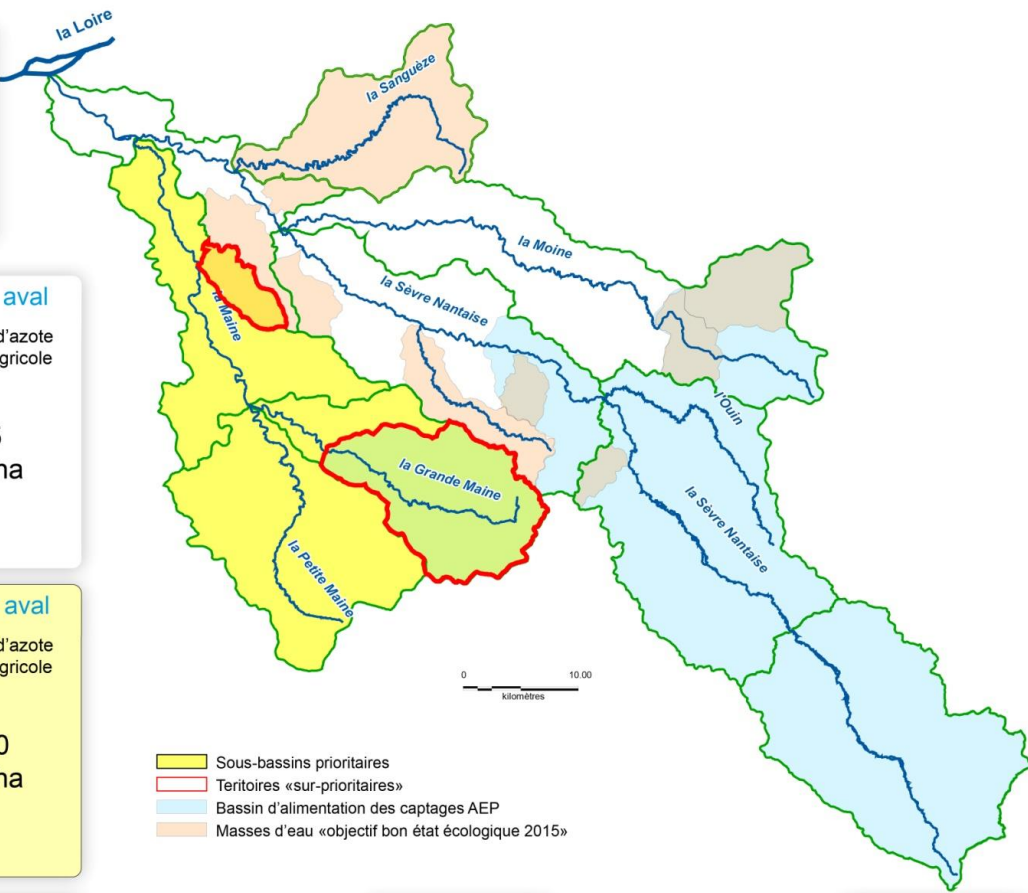 la Loire
la Sanguèze
la Moine
la Sèvre Nantaise
la Maine
l'Ouin
la Grande Maine
la Sèvre Nantaise
la Petite Maine
aval
d'azote
gricole
na
aval
d'azote
gricole
0
na
0 10.00
kilomètres
Sous-bassins prioritaires
Teritoires «sur-prioritaires»
Bassin d'alimentation des captages AEP
Masses d'eau «objectif bon état écologique 2015»